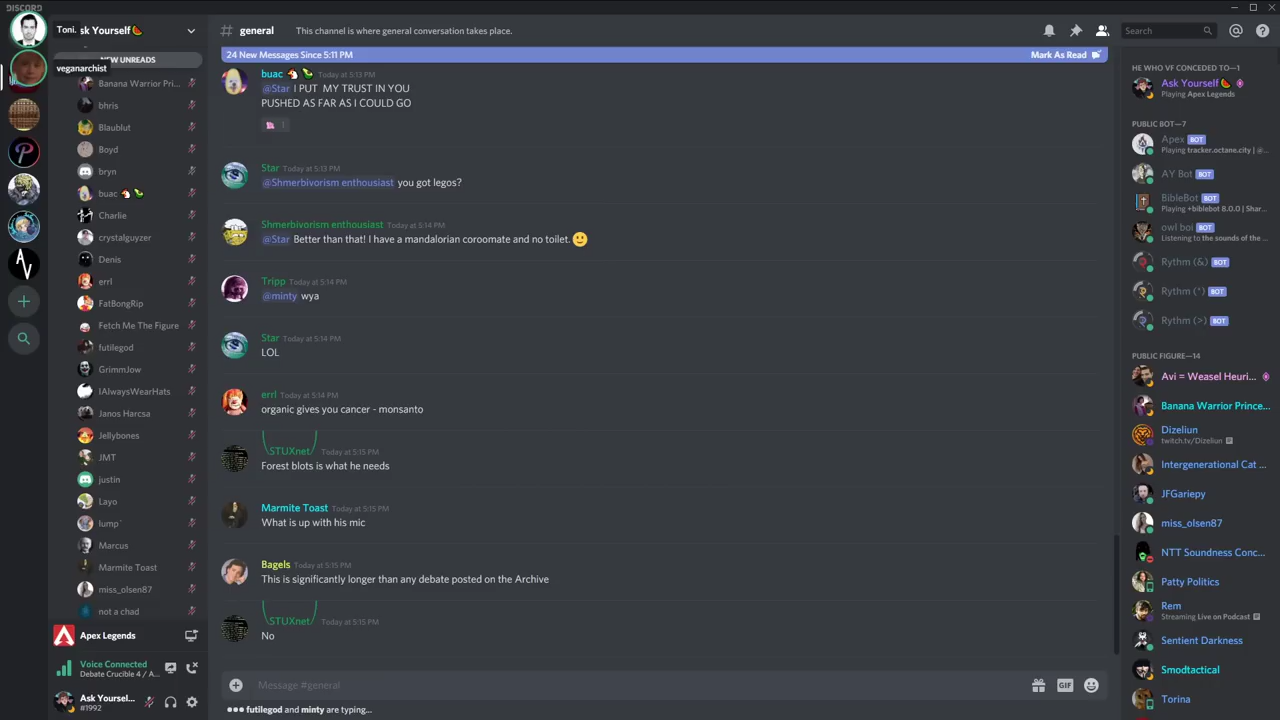 DISCORD
Toni.
sk Yourself🍉
veganarchist
NEW UNREADS
Banana Warrior Pri...
bhris
Blaublut
Boyd
bryn
buac
Charlie
crystalguyzer
Denis
errl
FatBongRip
Fetch Me The Figure
futilegod
GrimmJow
IAlwaysWearHats
Janos Harcsa
Jellybones
JMT
justin
Layo
lump`
Marcus
Marmite Toast
miss_olsen87
not a chad
Apex Legends
Voice Connected
Debate Crucible 4 / A...
Ask Yoursel...
#1992
AV
# general
This channel is where general conversation takes place.
Search
24 New Messages Since 5:11 PM
Mark As Read
buac Today at 5:13 PM
@Star I PUT MY TRUST IN YOU
PUSHED AS FAR AS I COULD GO
1
Star Today at 5:13 PM
@Shmerbivorism enthousiast you got legos?
Shmerbivorism enthousiast Today at 5:14 PM
@Star Better than that! I have a mandalorian coroomate and no toilet. 🙂
Tripp Today at 5:14 PM
@minty wya
Star Today at 5:14 PM
LOL
errl Today at 5:14 PM
organic gives you cancer - monsanto
\STUXnet/ Today at 5:15 PM
Forest blots is what he needs
Marmite Toast Today at 5:15 PM
What is up with his mic
Bagels Today at 5:15 PM
This is significantly longer than any debate posted on the Archive
\STUXnet/ Today at 5:15 PM
No
Message #general
GIF
futilegod and minty are typing...
HE WHO VF CONCEDED TO—1
Ask Yourself🍉
Playing Apex Legends
PUBLIC BOT—7
Apex BOT
Playing tracker.octane.city | @...
AY Bot BOT
BibleBot BOT
Playing +biblebot 8.0.0 | Shar...
owl boi BOT
Listening to the sounds of the ...
Rythm (&) BOT
Rythm (^) BOT
Rythm (>) BOT
PUBLIC FIGURE—14
Avi = Weasel Heuri...
Banana Warrior Prince...
Dizeliun
twitch.tv/Dizeliun
Intergenerational Cat ...
JFGariepy
miss_olsen87
NTT Soundness Conc...
Patty Politics
Rem
Streaming Live on Podcast
Sentient Darkness
Smodtactical
Torina